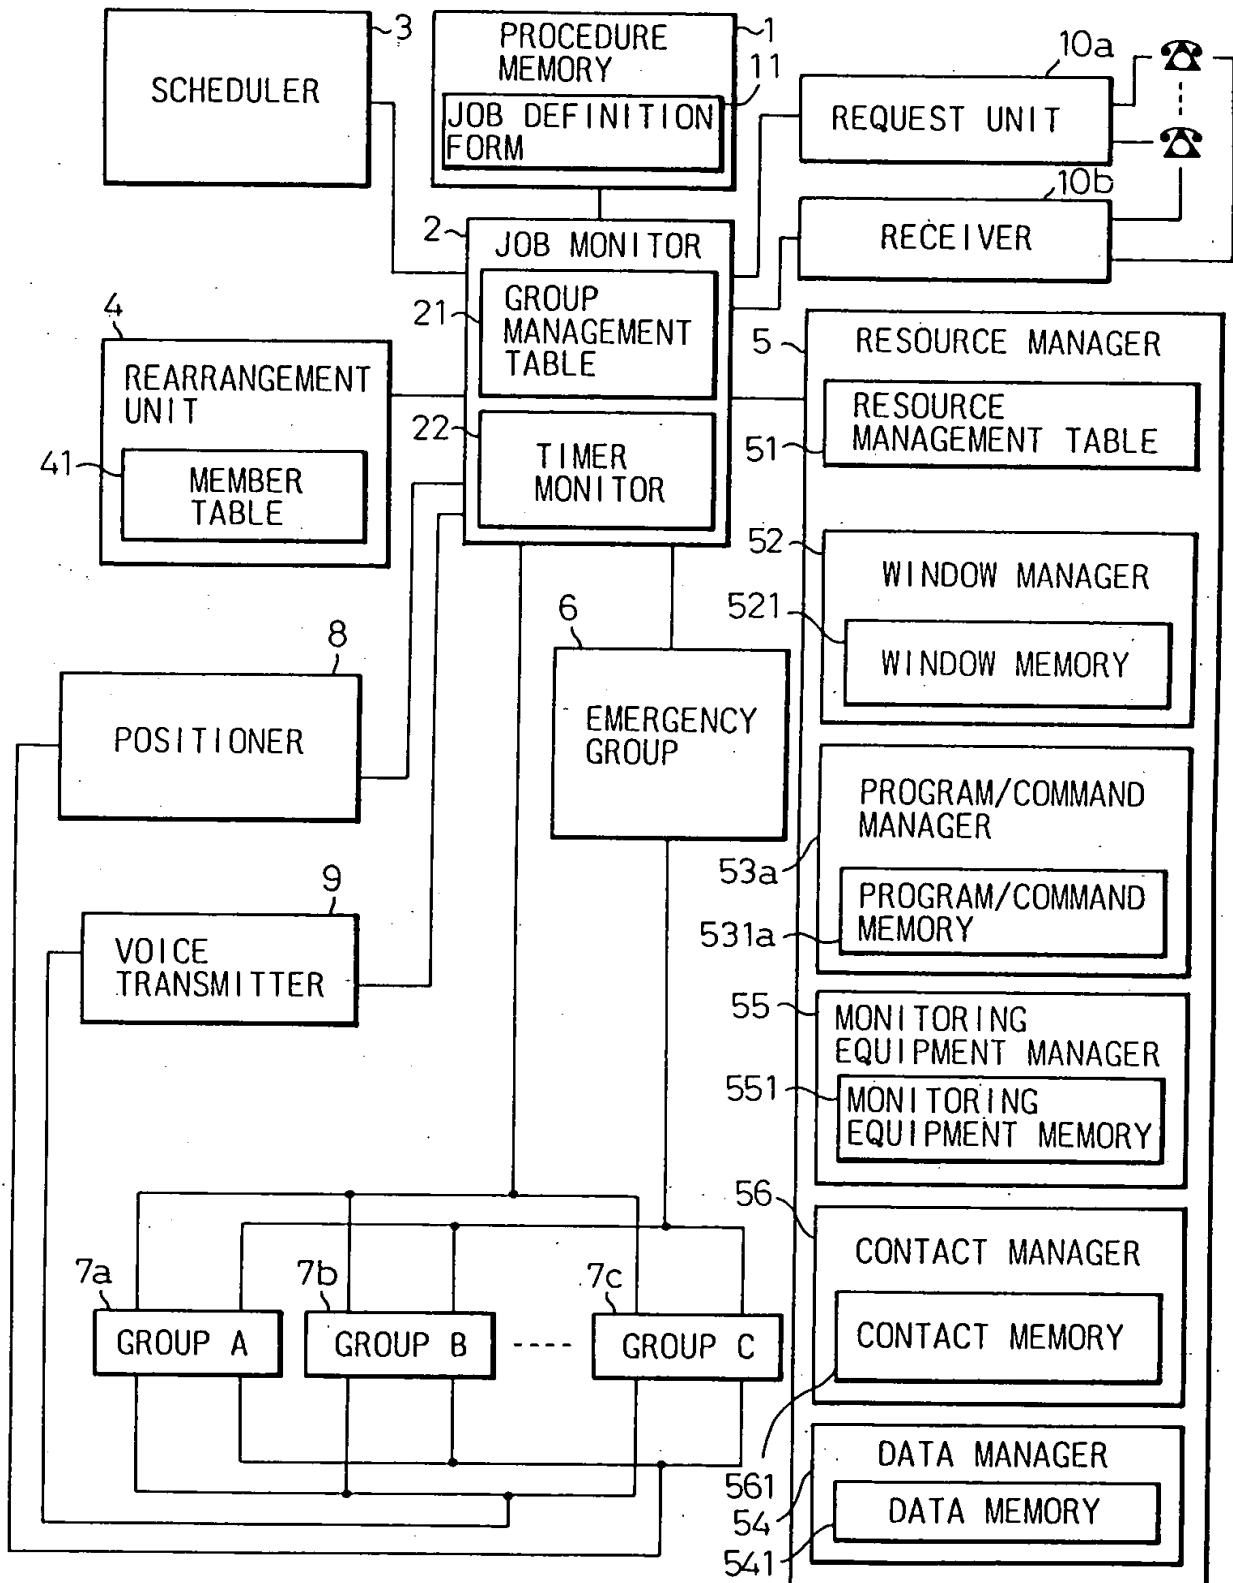 3
SCHEDULER
1
PROCEDURE
MEMORY
11
JOB DEFINITION
FORM
10a
REQUEST UNIT
10b
RECEIVER
2
JOB MONITOR
21
GROUP
MANAGEMENT
TABLE
22
TIMER
MONITOR
4
REARRANGEMENT
UNIT
41
MEMBER
TABLE
5
RESOURCE MANAGER
RESOURCE
MANAGEMENT TABLE
51
52
WINDOW MANAGER
521
WINDOW MEMORY
6
EMERGENCY
GROUP
8
POSITIONER
PROGRAM/COMMAND
MANAGER
53a
PROGRAM/COMMAND
MEMORY
531a
9
VOICE
TRANSMITTER
55
MONITORING
EQUIPMENT MANAGER
551
MONITORING
EQUIPMENT MEMORY
56
CONTACT MANAGER
CONTACT MEMORY
561
7a
GROUP A
7b
GROUP B
7c
GROUP C
DATA MANAGER
54
DATA MEMORY
541